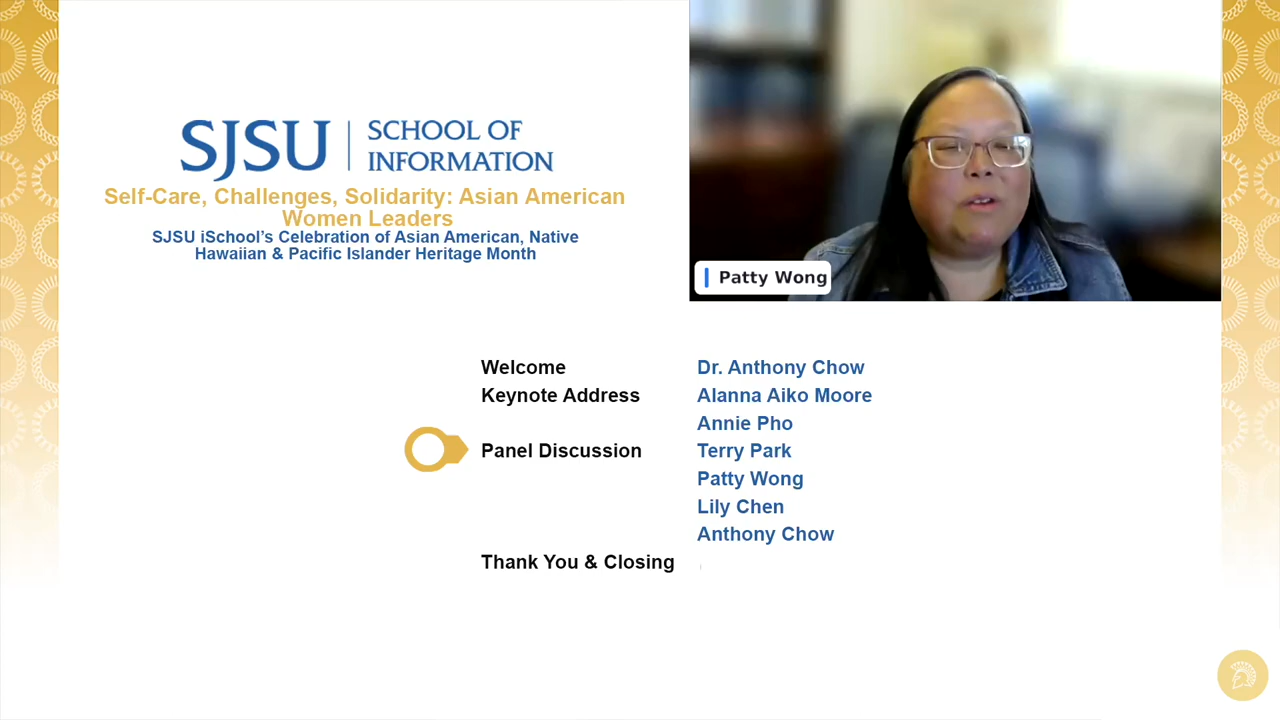 SJSU SCHOOL OF
INFORMATION
Self-Care, Challenges, Solidarity: Asian American
Women Leaders
SJSU iSchool's Celebration of Asian American, Native
Hawaiian & Pacific Islander Heritage Month
Patty Wong
Welcome Dr. Anthony Chow
Keynote Address Alanna Aiko Moore
Annie Pho
Panel Discussion Terry Park
Patty Wong
Lily Chen
Anthony Chow
Thank You & Closing